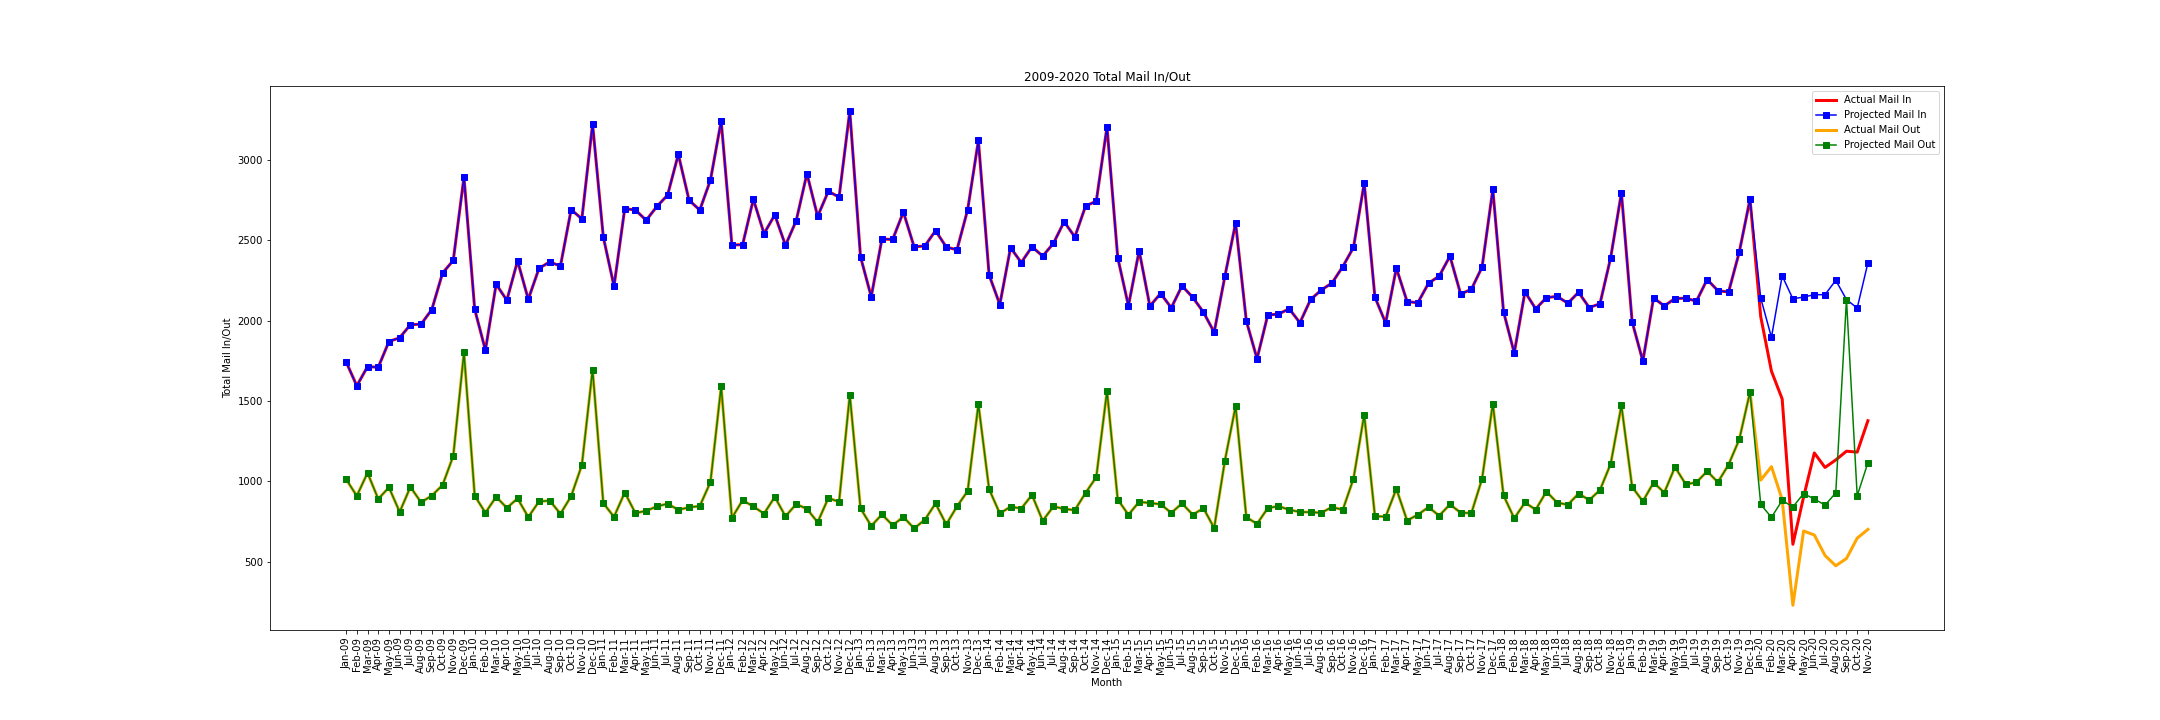 2009-2020 Total Mail In/Out
Actual Mail In
Projected Mail In
Actual Mail Out
Projected Mail Out
3000
2500
2000
1500
1000
500
Total Mail In/Out
Jan-09
Feb-09
Mar-09
Apr-09
May-09
Jun-09
Jul-09
Aug-09
Sep-09
Oct-09
Nov-09
Dec-09
Jan-10
Feb-10
Mar-10
Apr-10
May-10
Jun-10
Jul-10
Aug-10
Sep-10
Oct-10
Nov-10
Dec-10
Jan-11
Feb-11
Mar-11
Apr-11
May-11
Jun-11
Jul-11
Aug-11
Sep-11
Oct-11
Nov-11
Dec-11
Jan-12
Feb-12
Mar-12
Apr-12
May-12
Jun-12
Jul-12
Aug-12
Sep-12
Oct-12
Nov-12
Dec-12
Jan-13
Feb-13
Mar-13
Apr-13
May-13
Jun-13
Jul-13
Aug-13
Sep-13
Oct-13
Nov-13
Dec-13
Jan-14
Feb-14
Mar-14
Apr-14
May-14
Jun-14
Jul-14
Aug-14
Sep-14
Oct-14
Nov-14
Dec-14
Jan-15
Feb-15
Mar-15
Apr-15
May-15
Jun-15
Jul-15
Aug-15
Sep-15
Oct-15
Nov-15
Dec-15
Jan-16
Feb-16
Mar-16
Apr-16
May-16
Jun-16
Jul-16
Aug-16
Sep-16
Oct-16
Nov-16
Dec-16
Jan-17
Feb-17
Mar-17
Apr-17
May-17
Jun-17
Jul-17
Aug-17
Sep-17
Oct-17
Nov-17
Dec-17
Jan-18
Feb-18
Mar-18
Apr-18
May-18
Jun-18
Jul-18
Aug-18
Sep-18
Oct-18
Nov-18
Dec-18
Jan-19
Feb-19
Mar-19
Apr-19
May-19
Jun-19
Jul-19
Aug-19
Sep-19
Oct-19
Nov-19
Dec-19
Jan-20
Feb-20
Mar-20
Apr-20
May-20
Jun-20
Jul-20
Aug-20
Sep-20
Oct-20
Nov-20
Month